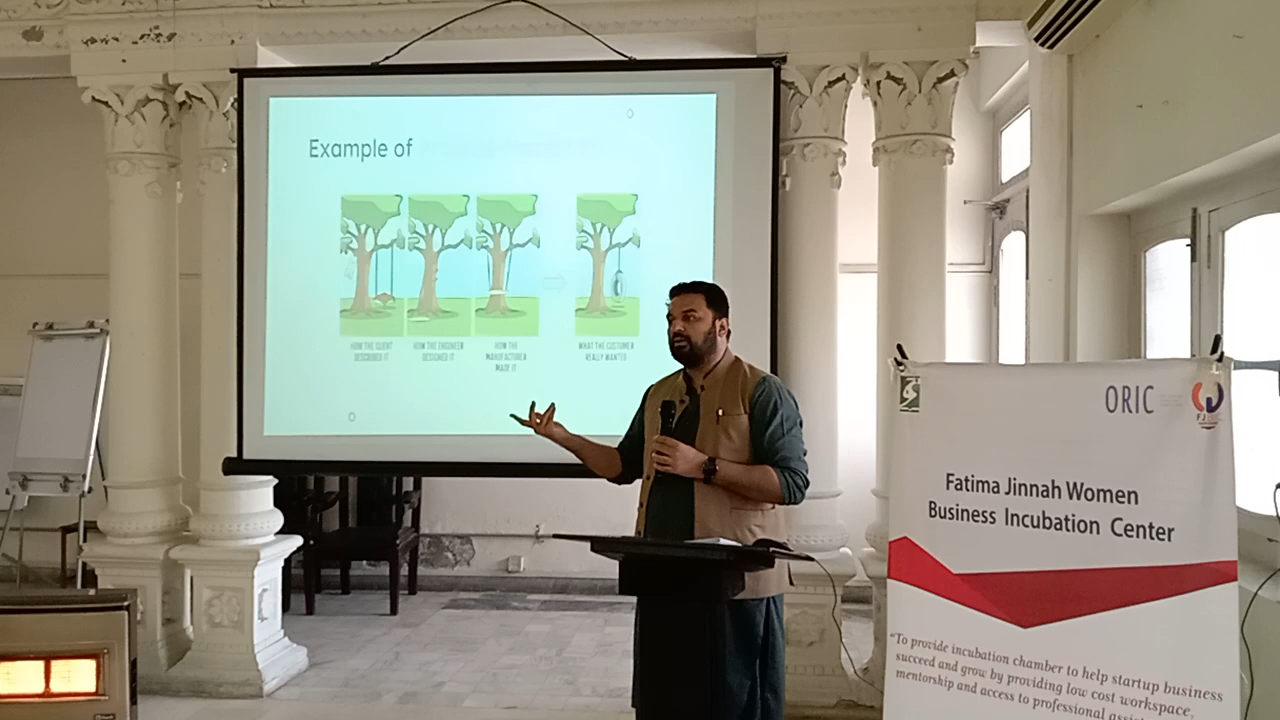 Example of
HOW THE CLIENT
DESCRIBED IT
HOW THE ENGINEER
DESIGNED IT
HOW THE
MANUFACTURER
MADE IT
WHAT THE CUSTOMER
REALLY WANTED
ORIC
Fatima Jinnah Women
Business Incubation Center
"To provide incubation chamber to help startup business
succeed and grow by providing low cost workspace,
mentorship and access to professional